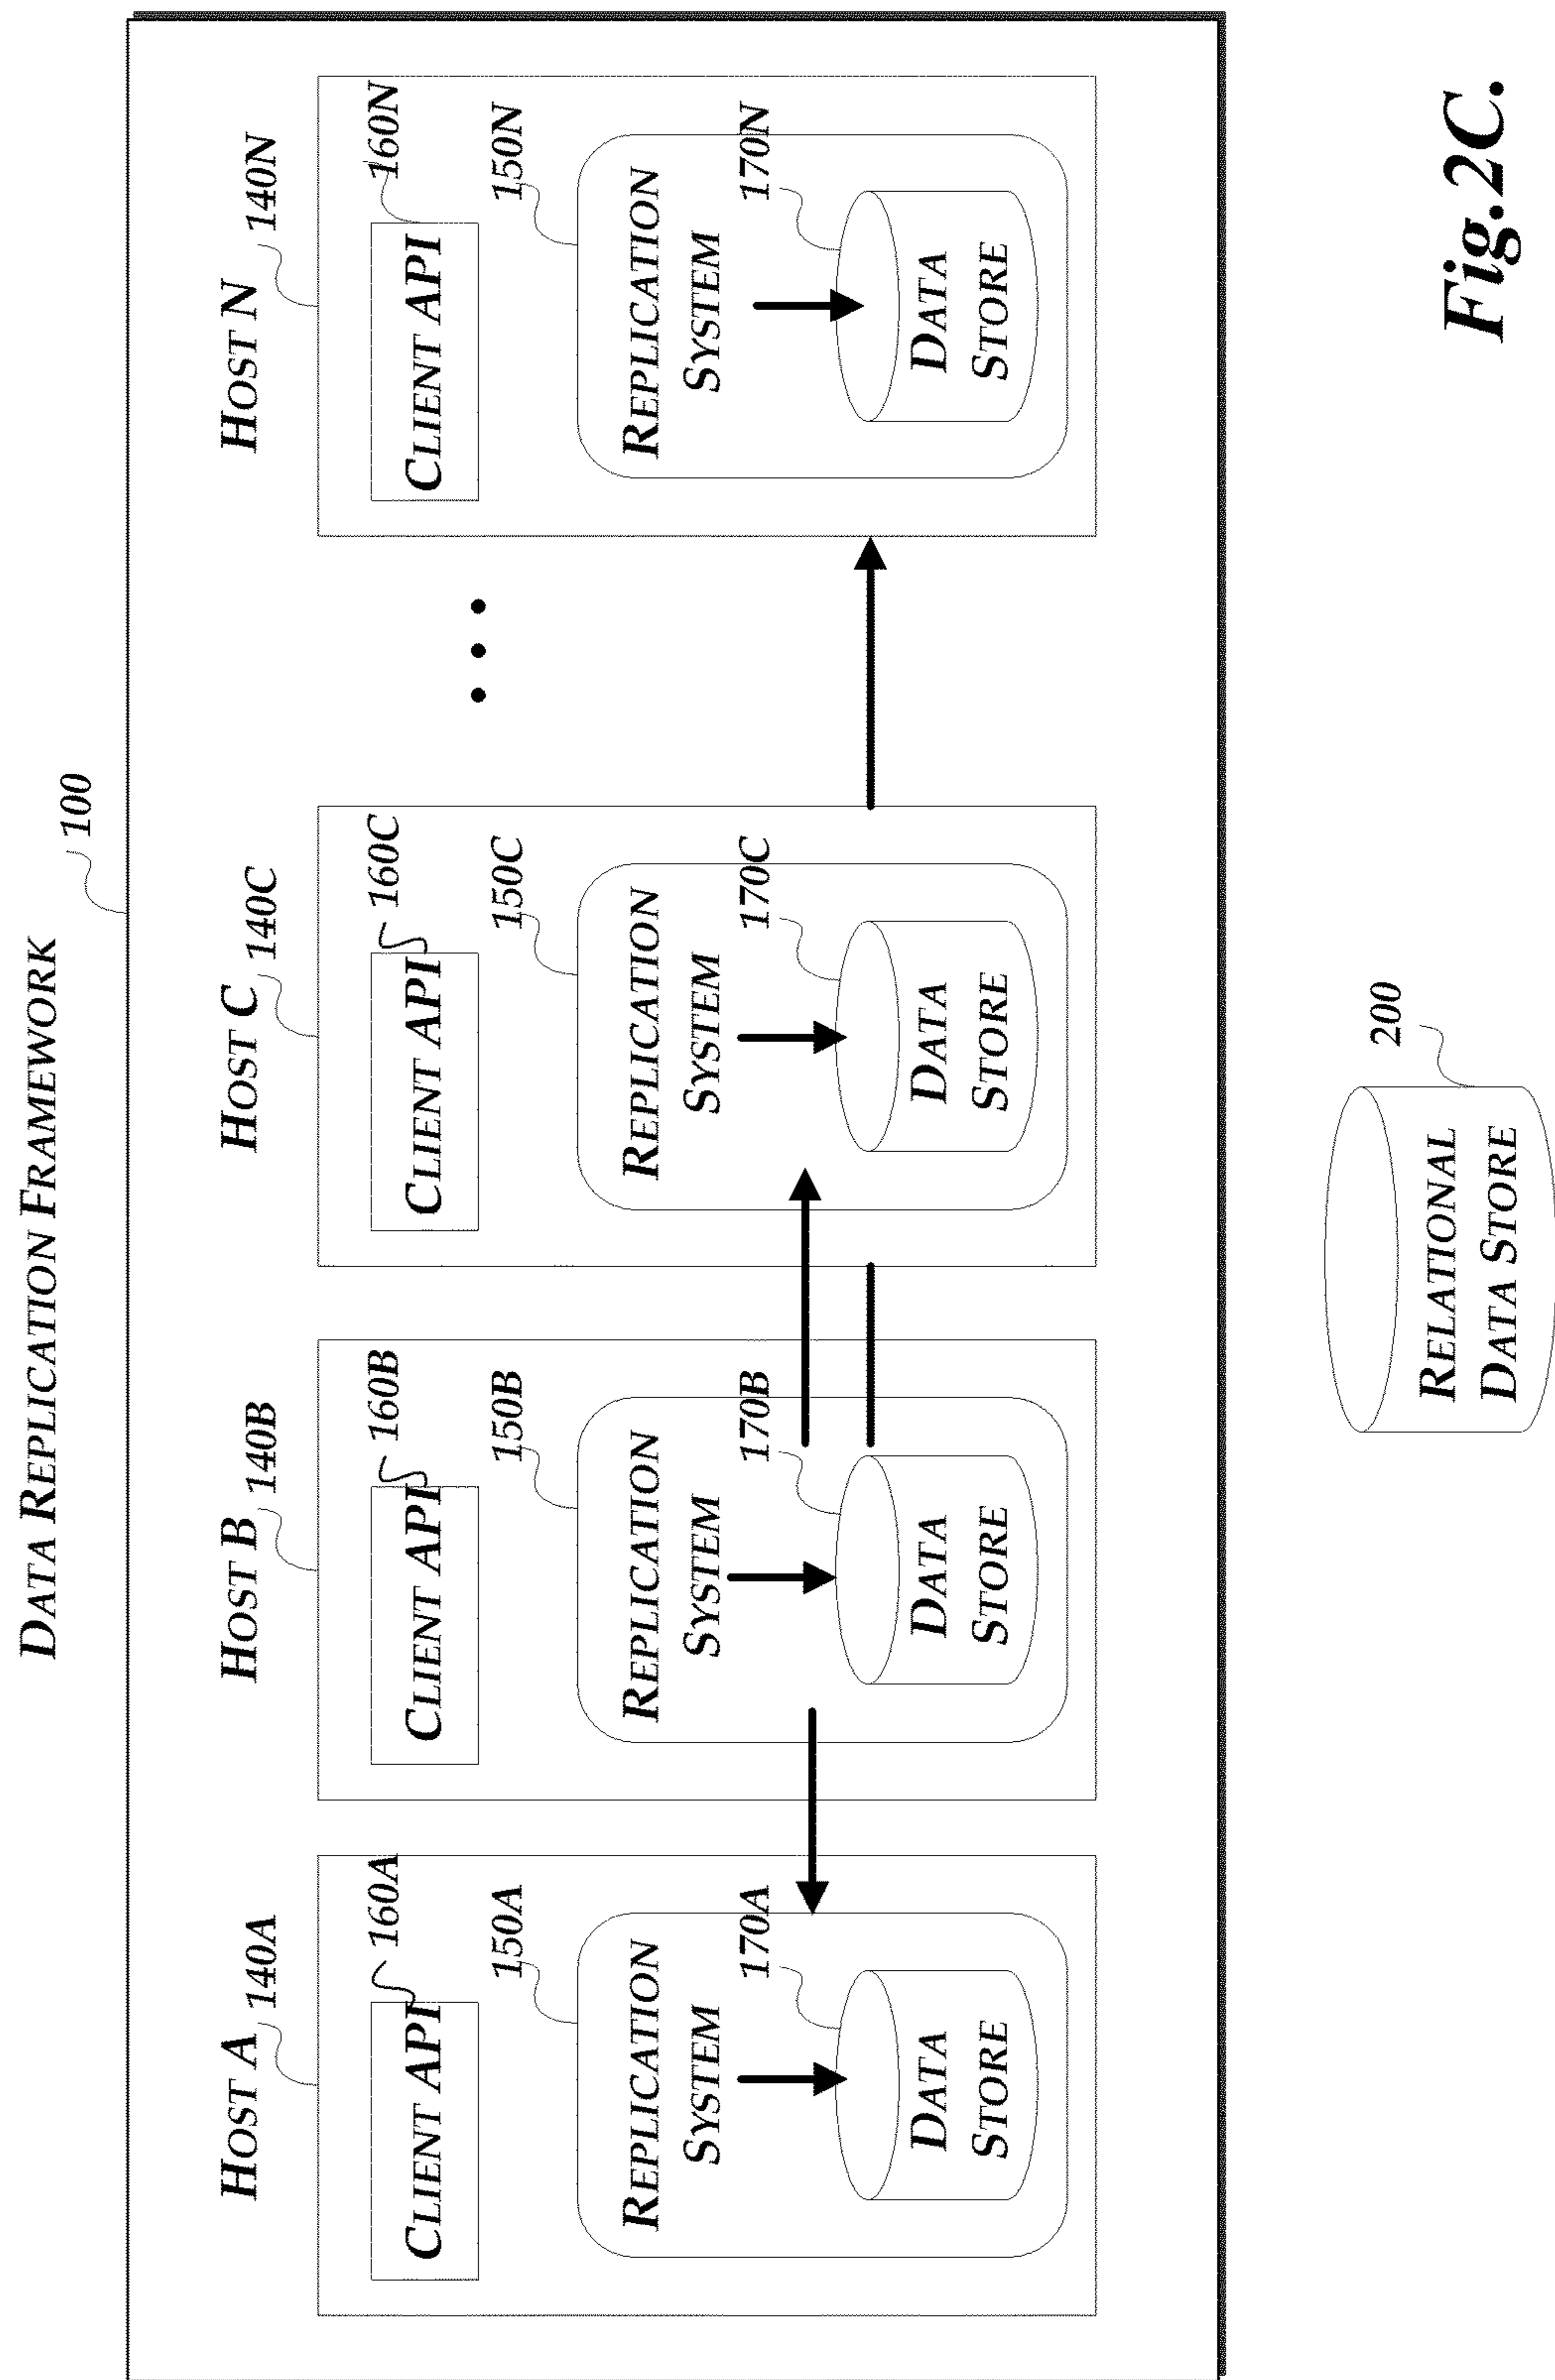 DATA REPLICATION FRAMEWORK
100
HOST A
140A
CLIENT API
160A
150A
REPLICATION
SYSTEM
170A
DATA
STORE
HOST B
140B
CLIENT API
160B
150B
REPLICATION
SYSTEM
170B
DATA
STORE
HOST C
140C
CLIENT API
160C
150C
REPLICATION
SYSTEM
170C
DATA
STORE
HOST N
140N
CLIENT API
160N
150N
REPLICATION
SYSTEM
170N
DATA
STORE
200
RELATIONAL
DATA STORE
Fig.2C.